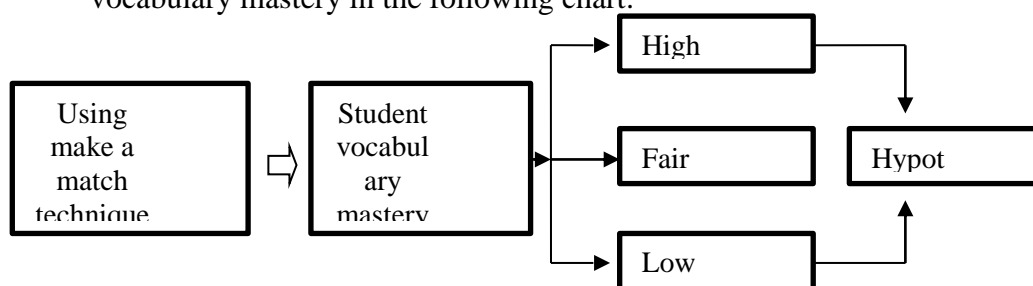 vocabulary mastery in the following chart:
High
Using
make a
match
technique
Student
vocabul
ary
mastery
Fair
Hypot
Low